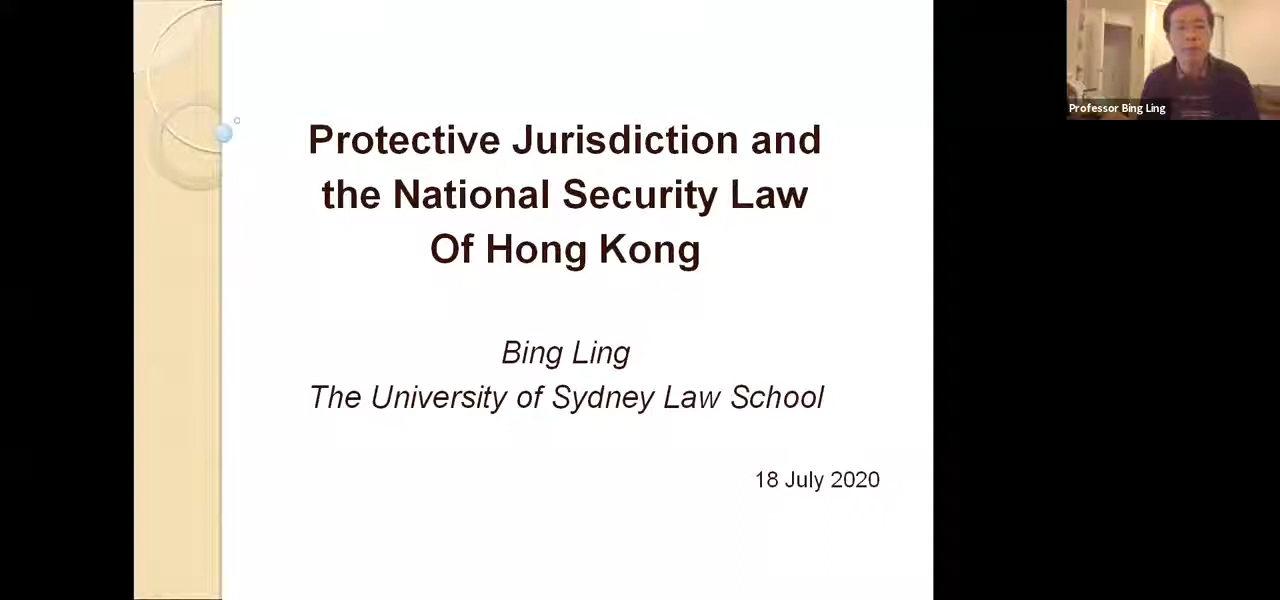 Protective Jurisdiction and
the National Security Law
Of Hong Kong
Bing Ling
The University of Sydney Law School
18 July 2020
Professor Bing Ling